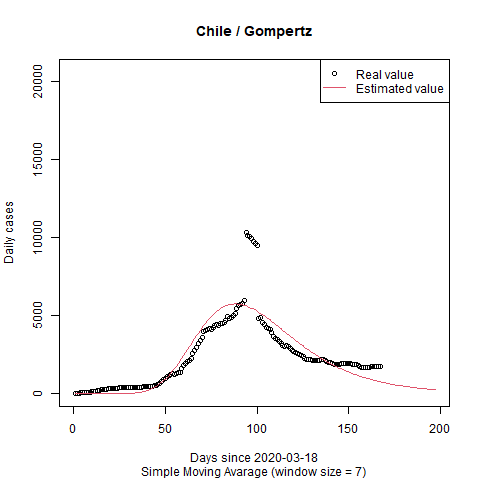 Chile / Gompertz
Real value
Estimated value
Daily cases
20000
15000
10000
5000
0
0 50 100 150 200
Days since 2020-03-18
Simple Moving Avarage (window size = 7)